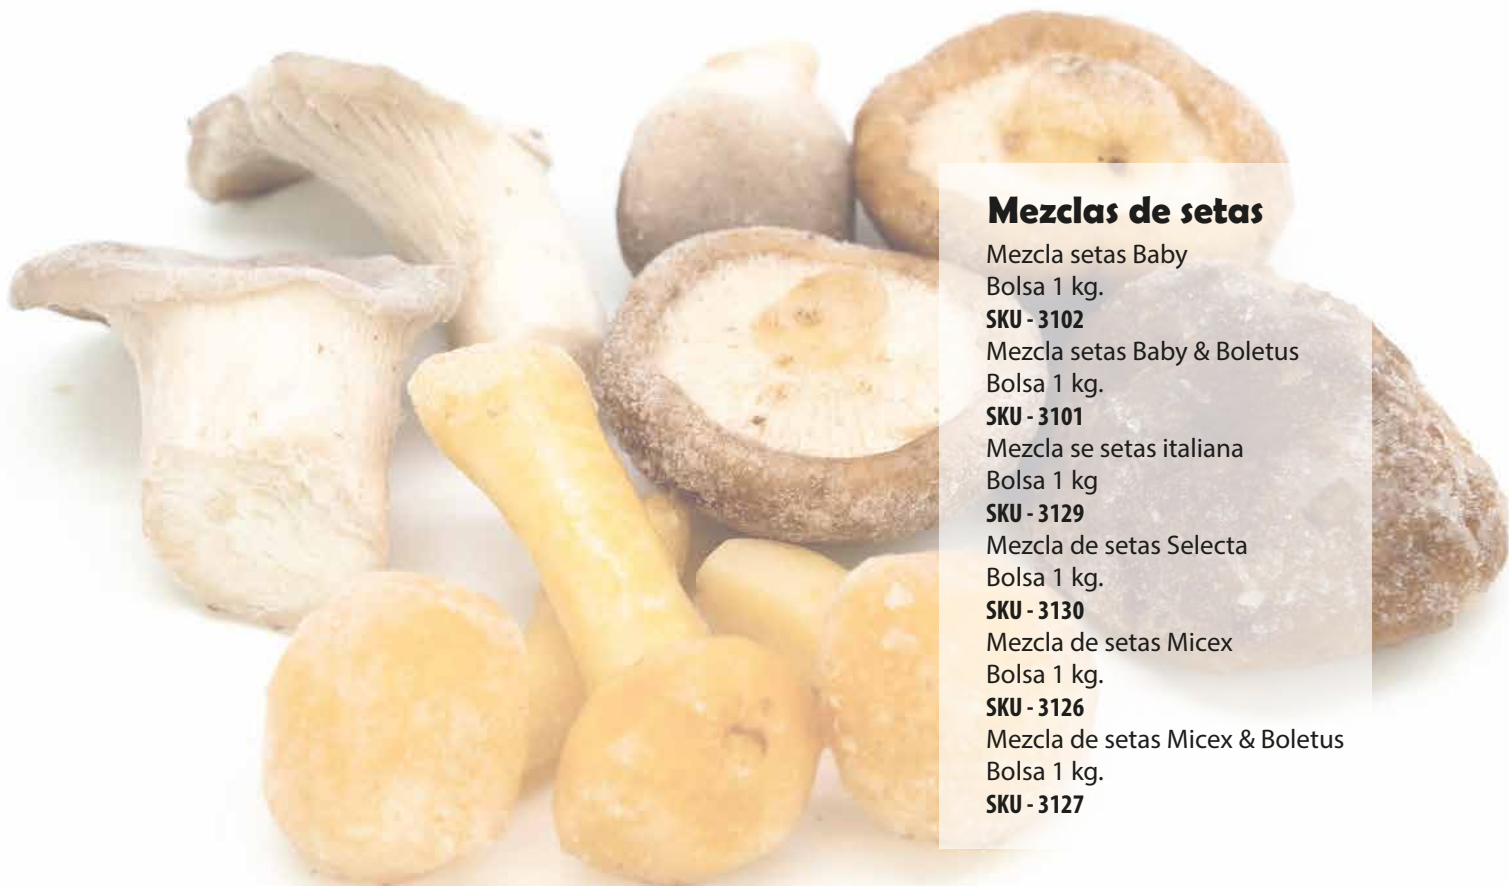 Mezclas de setas
Mezcla setas Baby
Bolsa 1 kg.
SKU - 3102
Mezcla setas Baby & Boletus
Bolsa 1 kg.
SKU - 3101
Mezcla se setas italiana
Bolsa 1 kg
SKU - 3129
Mezcla de setas Selecta
Bolsa 1 kg.
SKU - 3130
Mezcla de setas Micex
Bolsa 1 kg.
SKU - 3126
Mezcla de setas Micex & Boletus
Bolsa 1 kg.
SKU - 3127